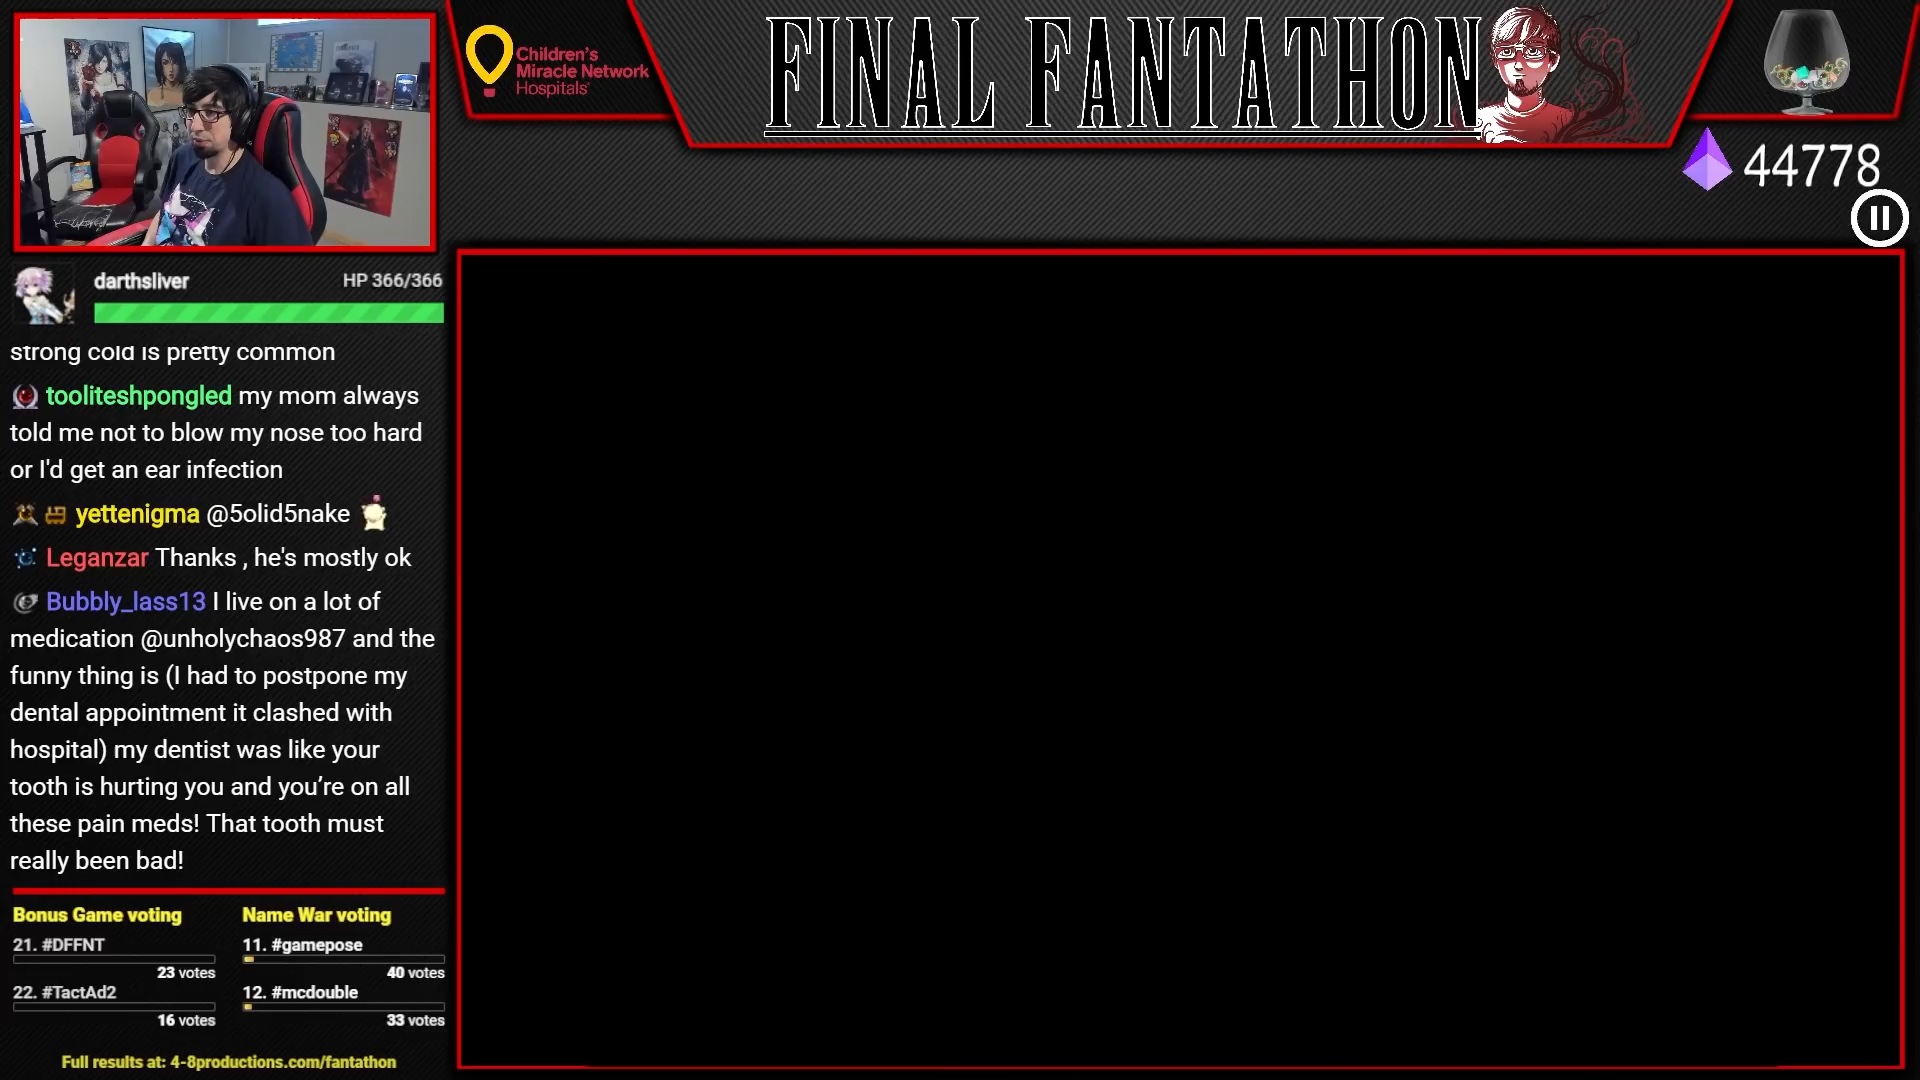 Children's
Miracle Network
Hospitals
FINAL FANTATHON
44778
darthsliver HP 366/366
strong cold is pretty common
tooliteshpongled my mom always
told me not to blow my nose too hard
or I'd get an ear infection
yettenigma @5olid5nake
Leganzar Thanks , he's mostly ok
Bubbly_lass13 I live on a lot of
medication @unholychaos987 and the
funny thing is (I had to postpone my
dental appointment it clashed with
hospital) my dentist was like your
tooth is hurting you and you’re on all
these pain meds! That tooth must
really been bad!
Bonus Game voting
21. #DFFNT
23 votes
22. #TactAd2
16 votes
Name War voting
11. #gamepose
40 votes
12. #mcdouble
33 votes
Full results at: 4-8productions.com/fantathon